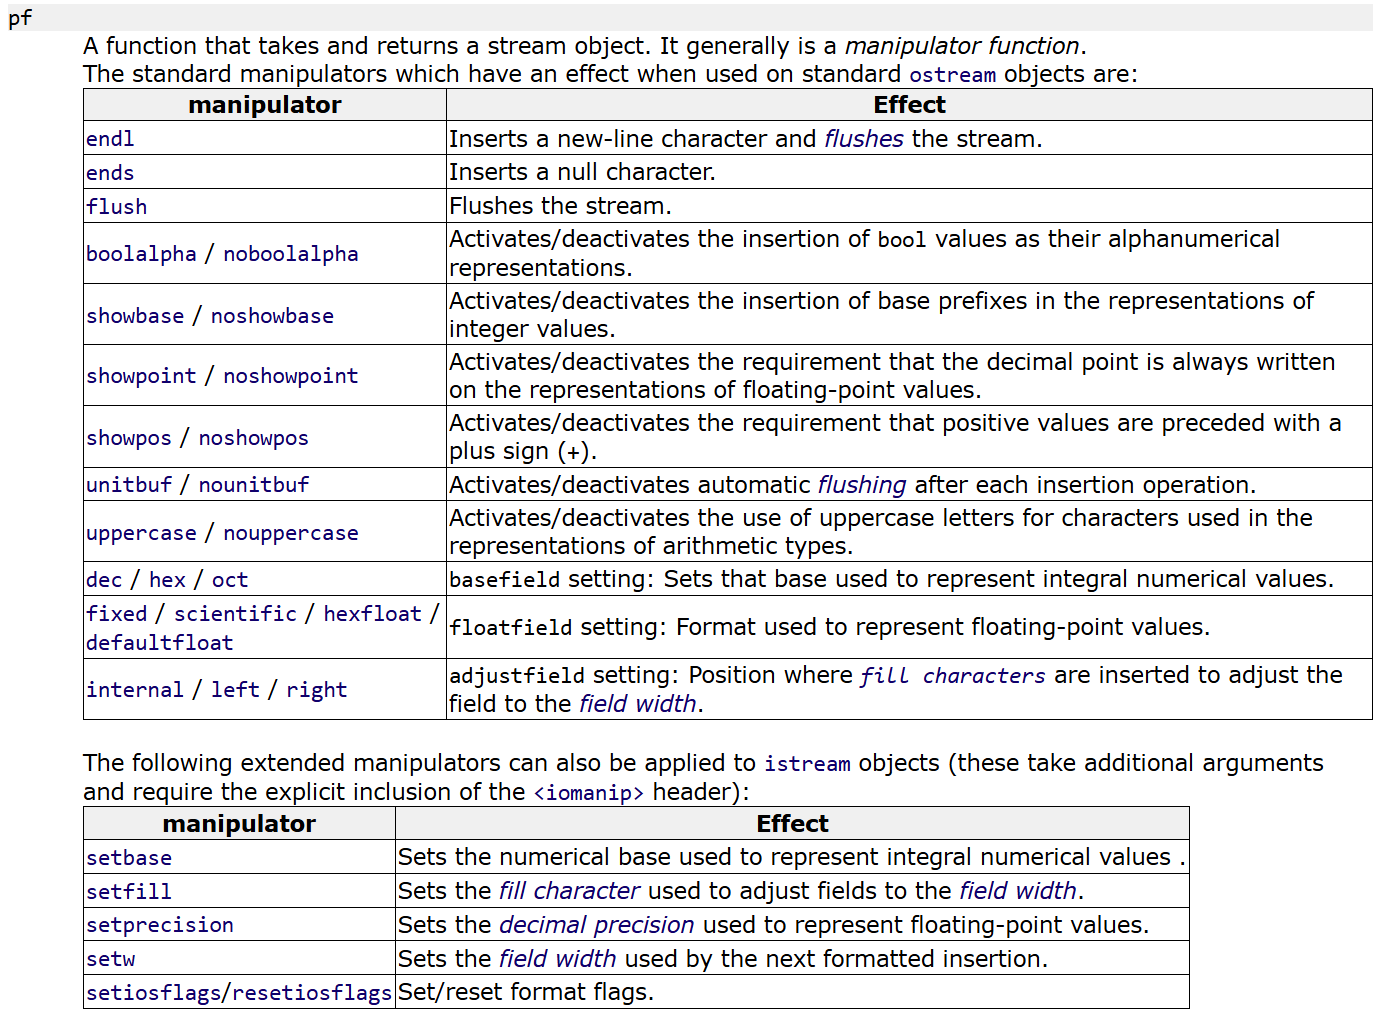 pf
A function that takes and returns a stream object. It generally is a manipulator function.
The standard manipulators which have an effect when used on standard ostream objects are:
manipulator Effect
endl Inserts a new-line character and flushes the stream.
ends Inserts a null character.
flush Flushes the stream.
boolalpha / noboolalpha Activates/deactivates the insertion of bool values as their alphanumerical
representations.
showbase / noshowbase Activates/deactivates the insertion of base prefixes in the representations of
integer values.
showpoint / noshowpoint Activates/deactivates the requirement that the decimal point is always written
on the representations of floating-point values.
showpos / noshowpos Activates/deactivates the requirement that positive values are preceded with a
plus sign (+).
unitbuf / nounitbuf Activates/deactivates automatic flushing after each insertion operation.
uppercase / nouppercase Activates/deactivates the use of uppercase letters for characters used in the
representations of arithmetic types.
dec / hex / oct basefield setting: Sets that base used to represent integral numerical values.
fixed / scientific / hexfloat /
defaultfloat floatfield setting: Format used to represent floating-point values.
internal / left / right adjustfield setting: Position where fill characters are inserted to adjust the
field to the field width.
The following extended manipulators can also be applied to istream objects (these take additional arguments
and require the explicit inclusion of the <iomanip> header):
manipulator Effect
setbase Sets the numerical base used to represent integral numerical values .
setfill Sets the fill character used to adjust fields to the field width.
setprecision Sets the decimal precision used to represent floating-point values.
setw Sets the field width used by the next formatted insertion.
setiosflags/resetiosflags Set/reset format flags.